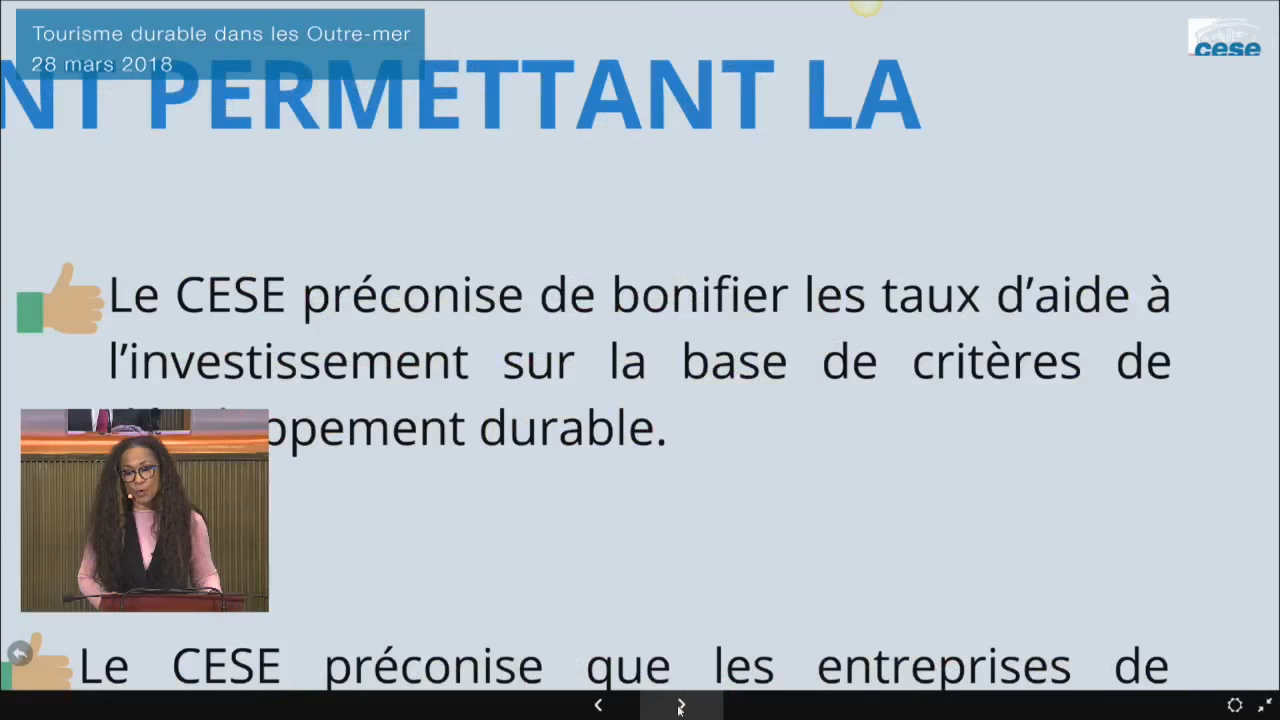 Tourisme durable dans les Outre-mer
28 mars 2018
cese
NT PERMETTANT LA
Le CESE préconise de bonifier les taux d’aide à
l’investissement sur la base de critères de
ppement durable.
Le CESE préconise que les entreprises de